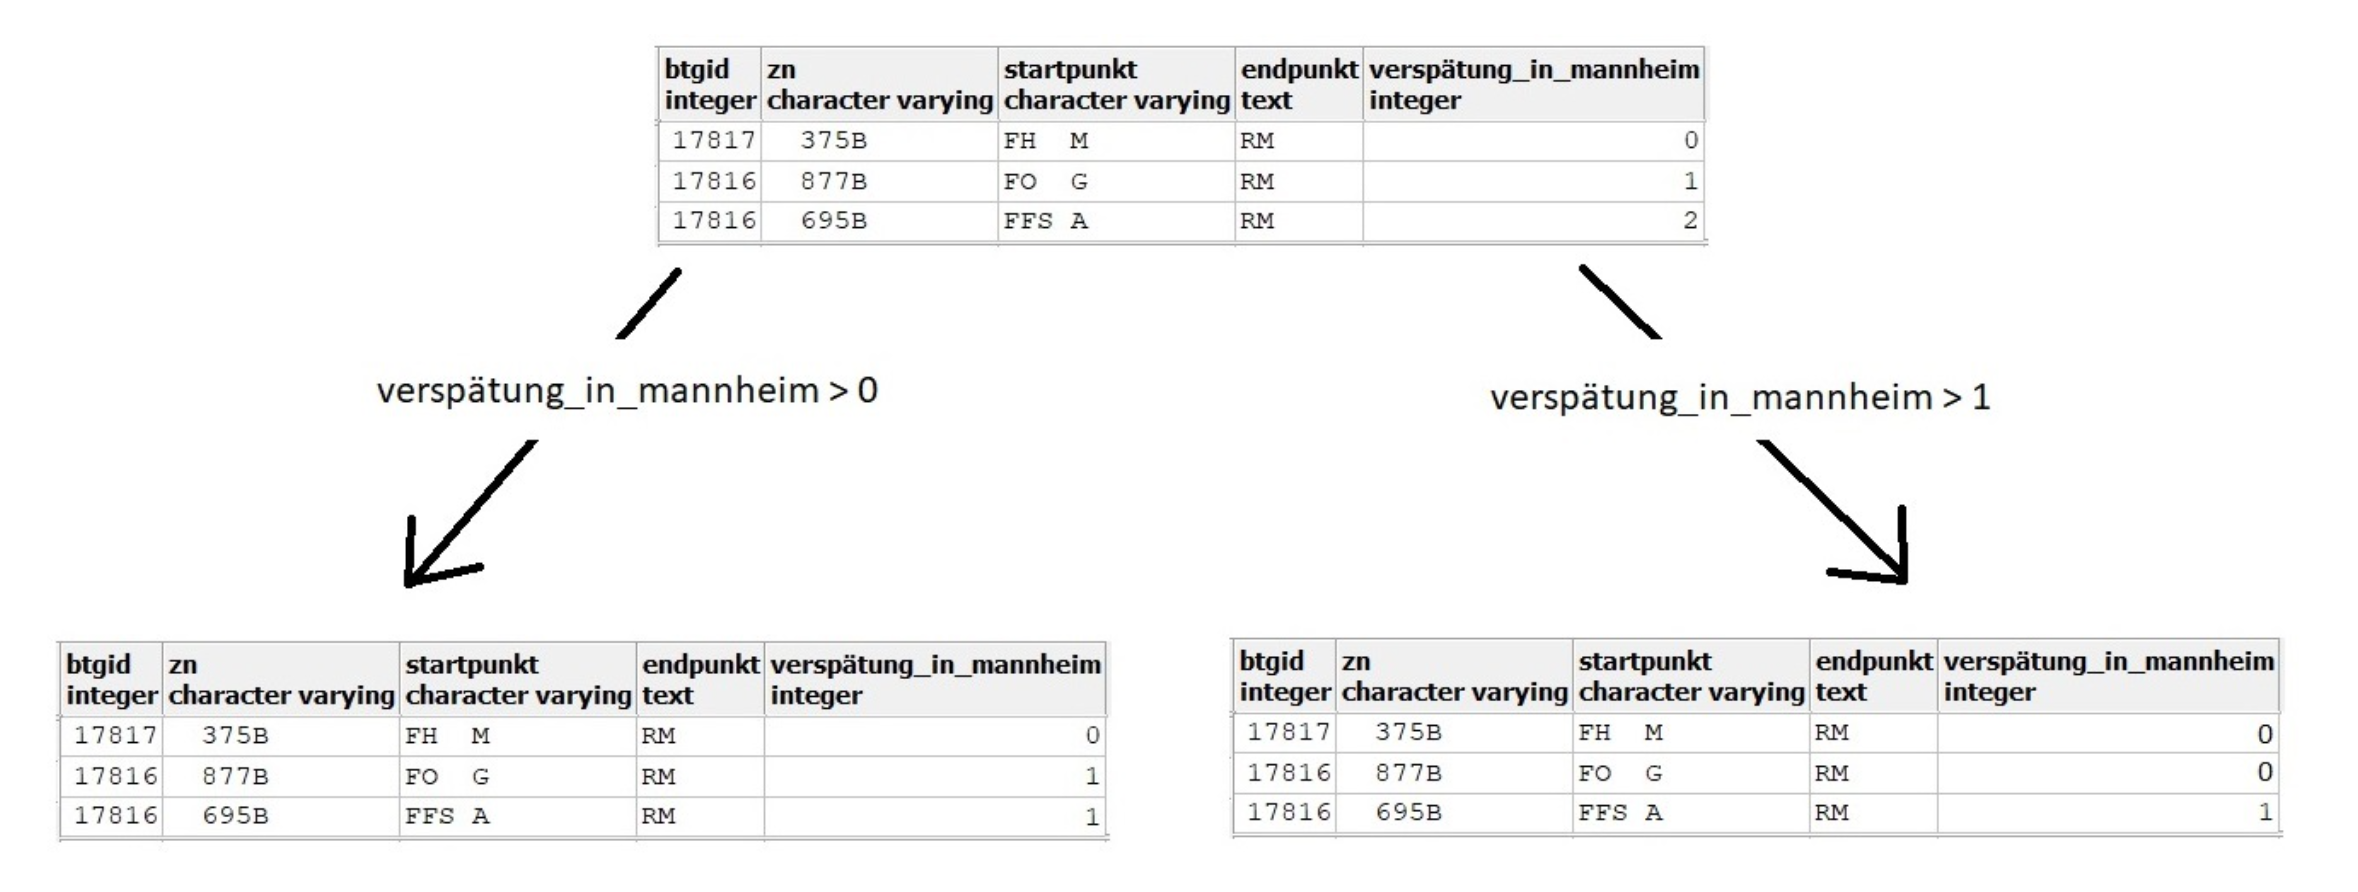 btgid zn startpunkt endpunkt verspätung_in_mannheim
integer character varying character varying text integer
17817 375B FH M RM 0
17816 877B FO G RM 1
17816 695B FFS A RM 2
verspätung_in_mannheim > 0
verspätung_in_mannheim > 1
btgid zn startpunkt endpunkt verspätung_in_mannheim
integer character varying character varying text integer
17817 375B FH M RM 0
17816 877B FO G RM 1
17816 695B FFS A RM 1
btgid zn startpunkt endpunkt verspätung_in_mannheim
integer character varying character varying text integer
17817 375B FH M RM 0
17816 877B FO G RM 0
17816 695B FFS A RM 1